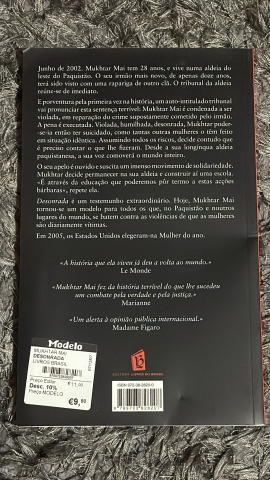 Junho de 2002. Mukhtar Mai tem 28 anos, e vive numa aldeia do
leste do Paquistão. O seu irmão mais novo, de apenas doze anos,
terá sido visto com uma rapariga de outro clã. O tribunal da aldeia
reúne-se de imediato.
E porventura pela primeira vez na história, um auto-intitulado tribunal
vai pronunciar esta sentença terrível: Mukhtar Mai é condenada a ser
violada, em reparação do crime supostamente cometido pelo irmão.
A pena é executada. Violada, humilhada, desonrada, Mukhtar poder-
-se-ia então ter suicidado, como tantas outras mulheres o têm feito
em situação idêntica. Assumindo todos os riscos, decide contudo que
é preciso contar o que lhe fizeram. Desde a sua longínqua aldeia
paquistanesa, a sua voz comoverá o mundo inteiro.
O seu apelo é ouvido e suscita um imenso movimento de solidariedade.
Mukhtar decide permanecer na sua aldeia e construir aí uma escola.
«É através da educação que poderemos pôr termo a estas acções
bárbaras», repete ela.
Desonrada é um testemunho extraordinário. Hoje, Mukhtar Mai
tornou-se um modelo para todos os que, no Paquistão e noutros
lugares do mundo, se batem contra as violências de que as mulheres
são diariamente vítimas.
Em 2005, os Estados Unidos elegeram-na Mulher do ano.
«A história que ela viveu já deu a volta ao mundo.»
Le Monde
«Mukhtar Mai fez da história terrível do que lhe sucedeu
um combate pela verdade e pela justiça.»
Marianne
«Um alerta à opinião pública internacional.»
Madame Figaro
EDITORA LIVROS DO BRASIL
Modelo
MUKHTAR MAI
DESONRADA
LIVROS BRASIL
Preço Editor
€11,00
Desc. 10%
Preço MODELO
€9,90